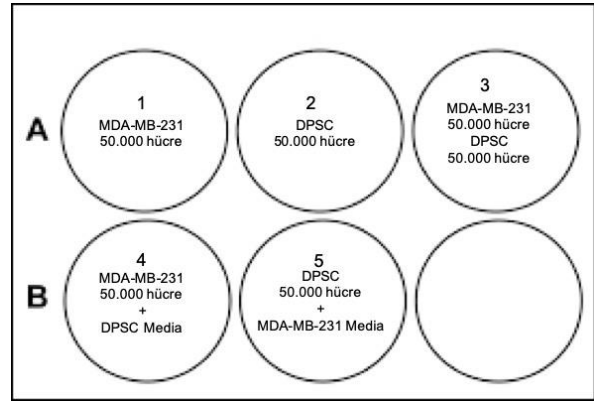 A
1
MDA-MB-231
50.000 hücre
2
DPSC
50.000 hücre
3
MDA-MB-231
50.000 hücre
DPSC
50.000 hücre
B
4
MDA-MB-231
50.000 hücre
+
DPSC Media
5
DPSC
50.000 hücre
+
MDA-MB-231 Media